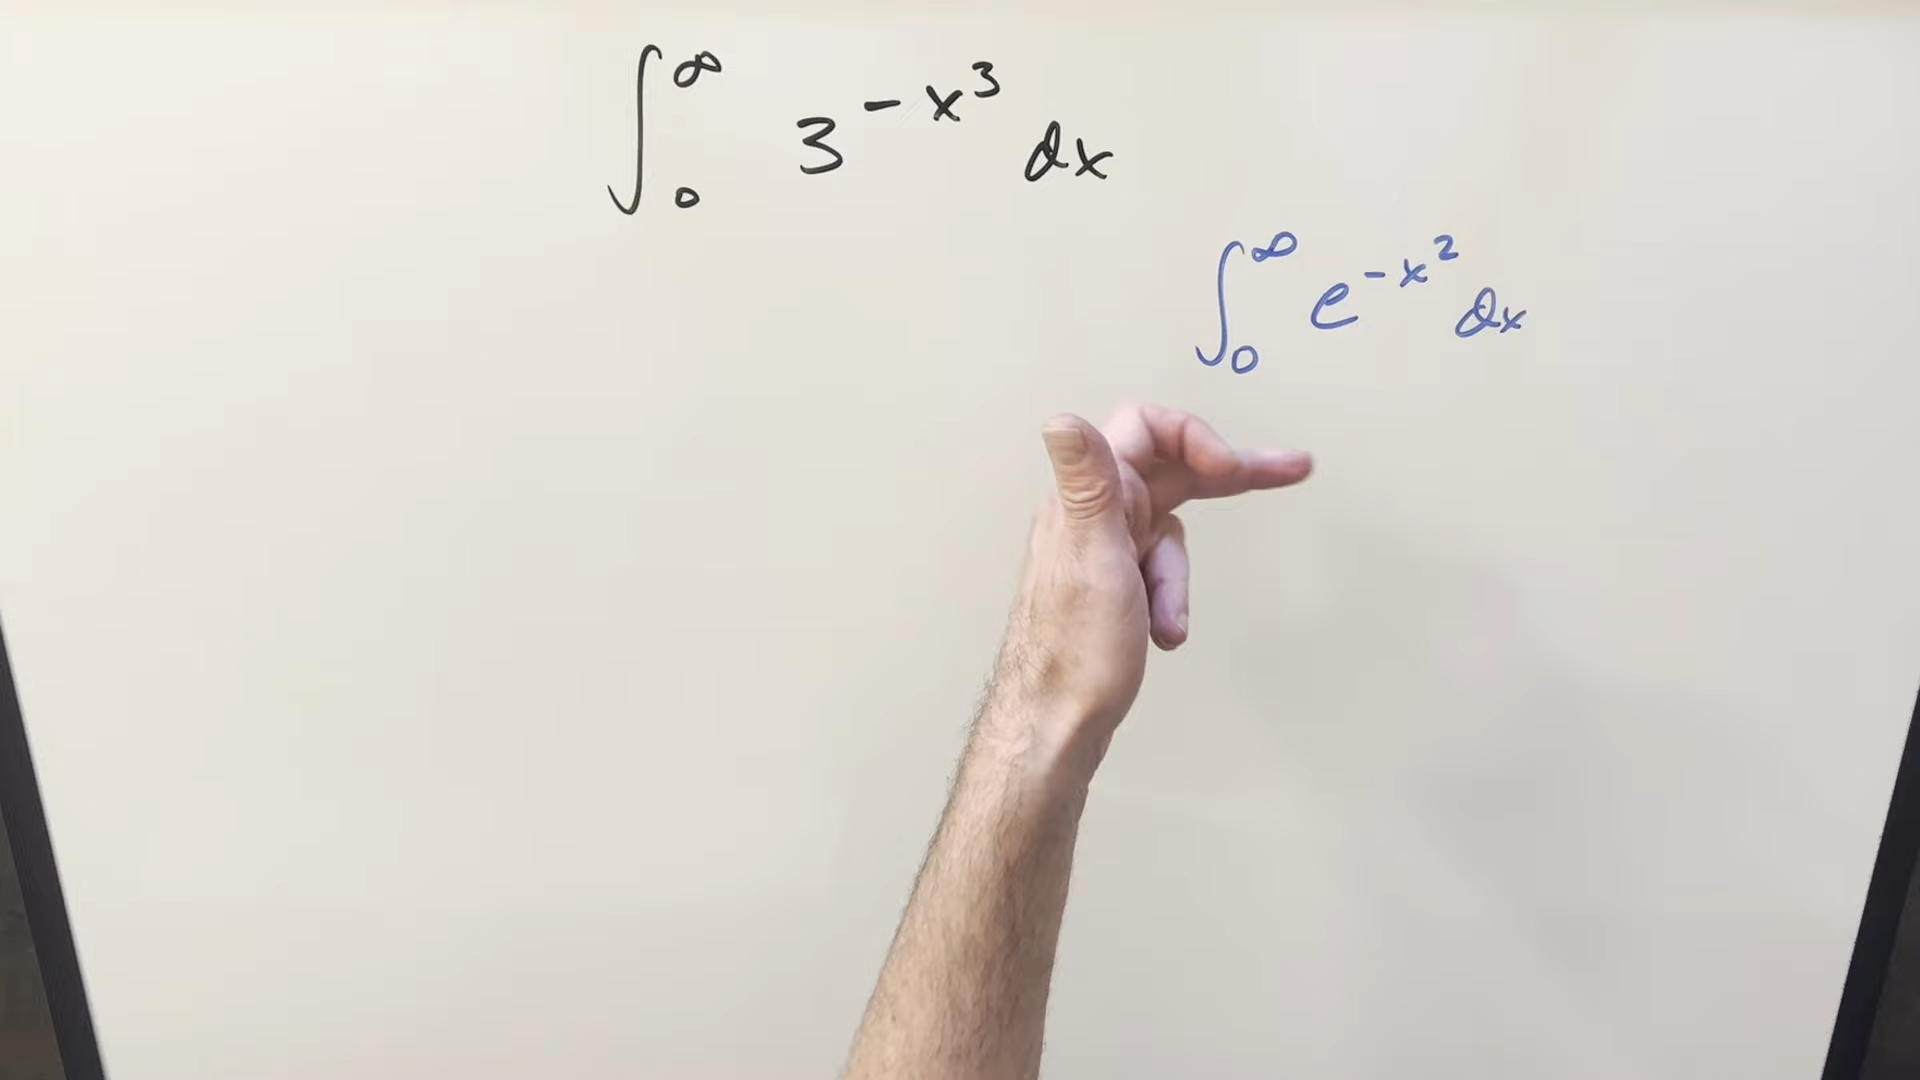 ∫₀^∞ 3^{-x³} dx
∫₀^∞ e^{-x²} dx